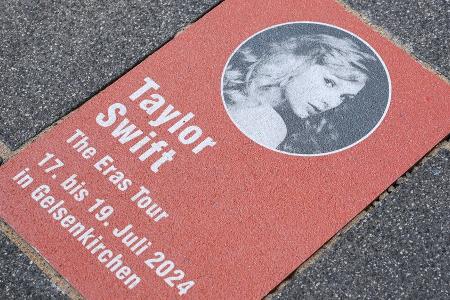 Taylor
Swift
The Eras Tour
17. bis 19. Juli 2024
in Gelsenkirchen